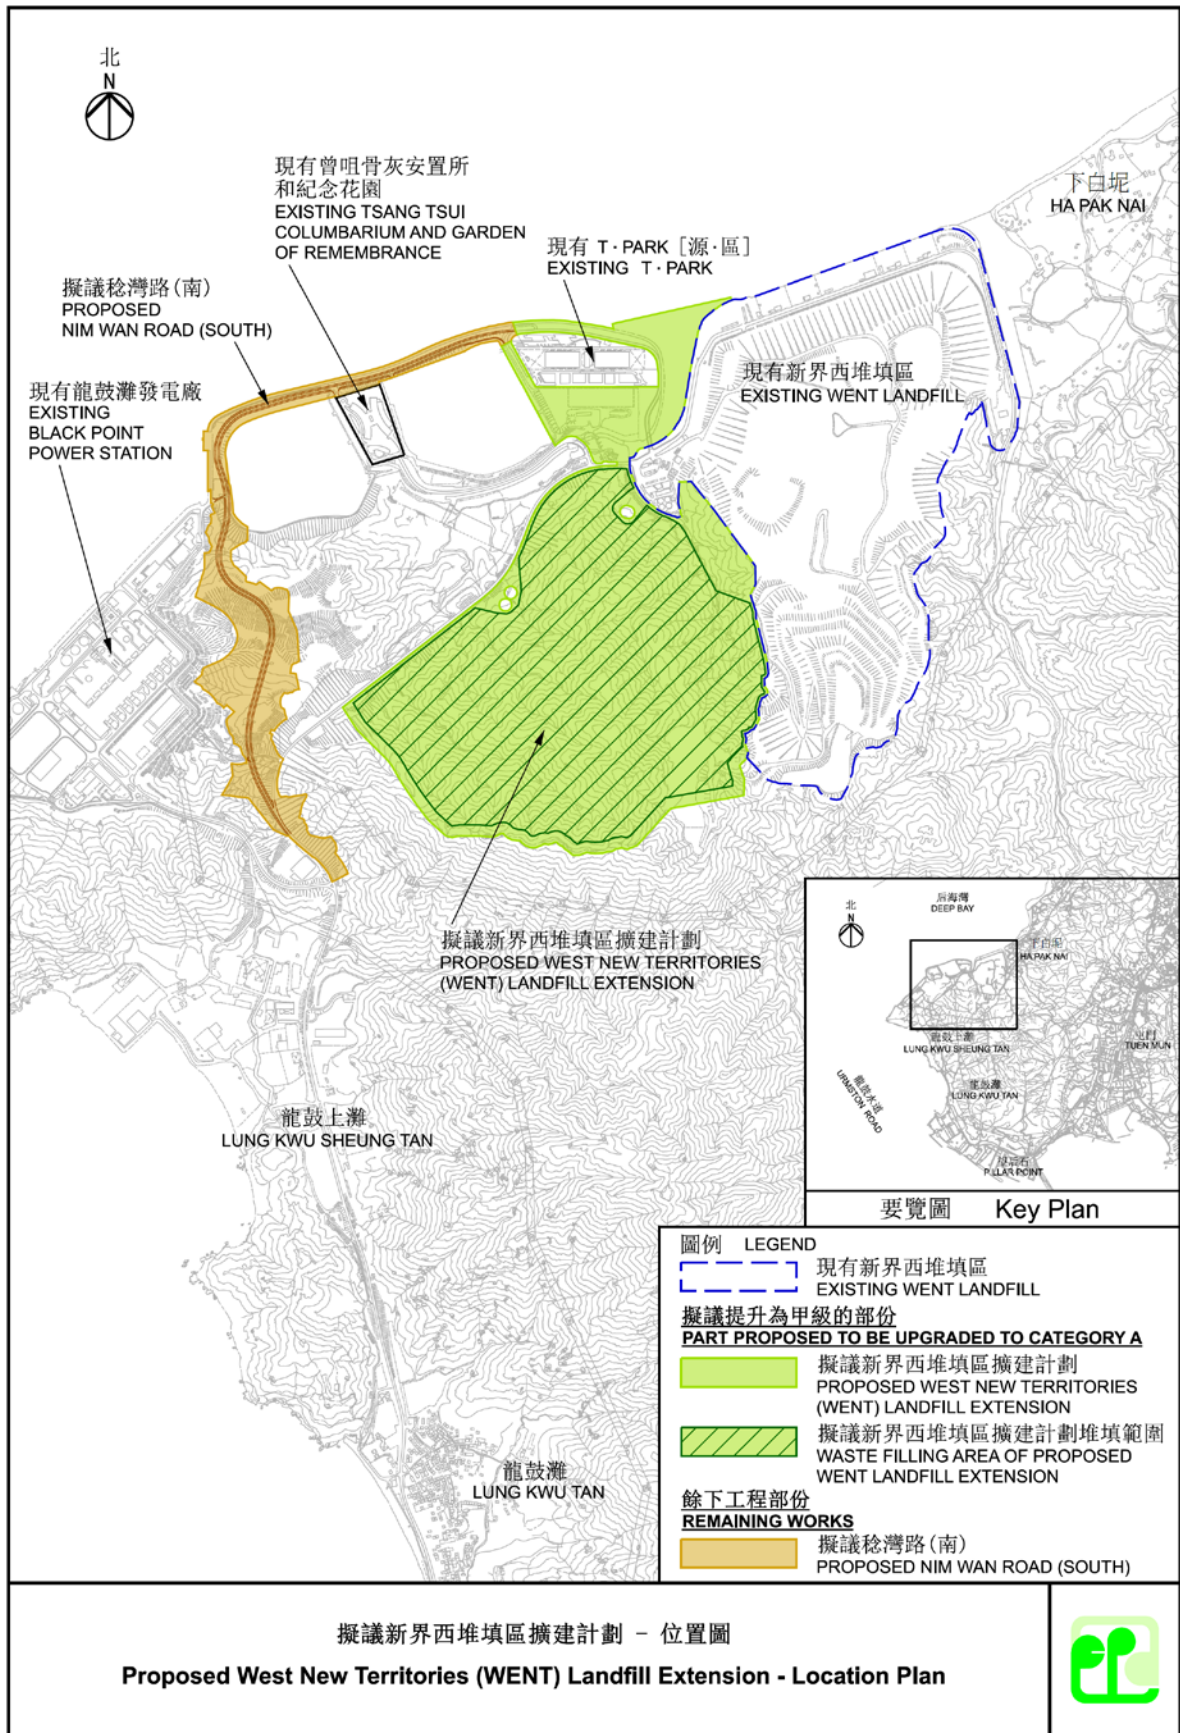 北
N
現有曾咀骨灰安置所
和紀念花園
EXISTING TSANG TSUI
COLUMBARIUM AND GARDEN
OF REMEMBRANCE
下白坭
HA PAK NAI
現有 T · PARK [源 · 區]
EXISTING T · PARK
擬議稔灣路(南)
PROPOSED
NIM WAN ROAD (SOUTH)
現有新界西堆填區
EXISTING WENT LANDFILL
現有龍鼓灘發電廠
EXISTING
BLACK POINT
POWER STATION
擬議新界西堆填區擴建計劃
PROPOSED WEST NEW TERRITORIES
(WENT) LANDFILL EXTENSION
龍鼓上灘
LUNG KWU SHEUNG TAN
龍鼓灘
LUNG KWU TAN
北
N
后海灣
DEEP BAY
下白坭
HA PAK NAI
龍鼓上灘
LUNG KWU SHEUNG TAN
屯門
TUEN MUN
龍鼓水道
URMSTON ROAD
龍鼓灘
LUNG KWU TAN
望后石
PILLAR POINT
要覽圖 Key Plan
圖例 LEGEND
現有新界西堆填區
EXISTING WENT LANDFILL
擬議提升為甲級的部份
PART PROPOSED TO BE UPGRADED TO CATEGORY A
擬議新界西堆填區擴建計劃
PROPOSED WEST NEW TERRITORIES
(WENT) LANDFILL EXTENSION
擬議新界西堆填區擴建計劃堆填範圍
WASTE FILLING AREA OF PROPOSED
WENT LANDFILL EXTENSION
餘下工程部份
REMAINING WORKS
擬議稔灣路(南)
PROPOSED NIM WAN ROAD (SOUTH)
擬議新界西堆填區擴建計劃 – 位置圖
Proposed West New Territories (WENT) Landfill Extension - Location Plan